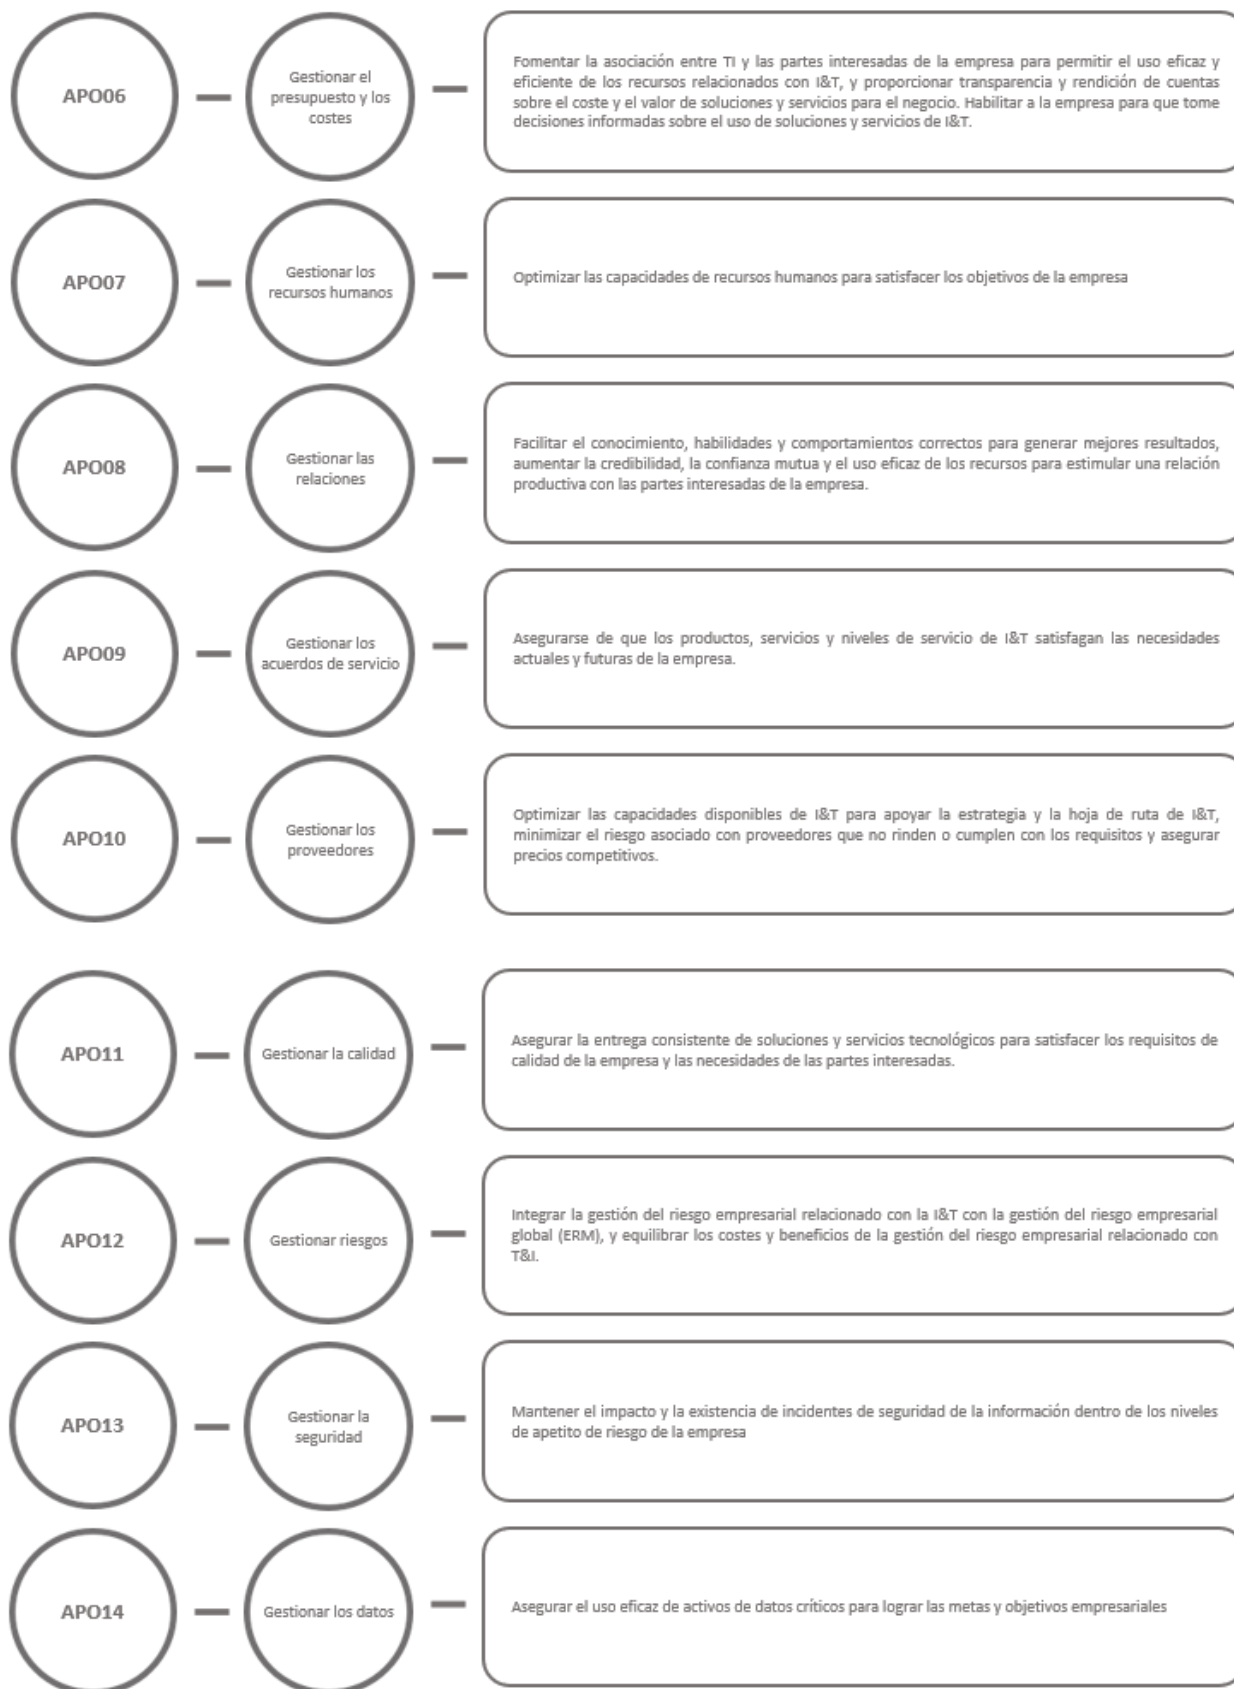 APO06
Gestionar el
presupuesto y los
costes
Fomentar la asociación entre TI y las partes interesadas de la empresa para permitir el uso eficaz y
eficiente de los recursos relacionados con I&T, y proporcionar transparencia y rendición de cuentas
sobre el coste y el valor de soluciones y servicios para el negocio. Habilitar a la empresa para que tome
decisiones informadas sobre el uso de soluciones y servicios de I&T.
APO07
Gestionar los
recursos humanos
Optimizar las capacidades de recursos humanos para satisfacer los objetivos de la empresa
APO08
Gestionar las
relaciones
Facilitar el conocimiento, habilidades y comportamientos correctos para generar mejores resultados,
aumentar la credibilidad, la confianza mutua y el uso eficaz de los recursos para estimular una relación
productiva con las partes interesadas de la empresa.
APO09
Gestionar los
acuerdos de servicio
Asegurarse de que los productos, servicios y niveles de servicio de I&T satisfagan las necesidades
actuales y futuras de la empresa.
APO10
Gestionar los
proveedores
Optimizar las capacidades disponibles de I&T para apoyar la estrategia y la hoja de ruta de I&T,
minimizar el riesgo asociado con proveedores que no rinden o cumplen con los requisitos y asegurar
precios competitivos.
APO11
Gestionar la calidad
Asegurar la entrega consistente de soluciones y servicios tecnológicos para satisfacer los requisitos de
calidad de la empresa y las necesidades de las partes interesadas.
APO12
Gestionar riesgos
Integrar la gestión del riesgo empresarial relacionado con la I&T con la gestión del riesgo empresarial
global (ERM), y equilibrar los costes y beneficios de la gestión del riesgo empresarial relacionado con
T&I.
APO13
Gestionar la
seguridad
Mantener el impacto y la existencia de incidentes de seguridad de la información dentro de los niveles
de apetito de riesgo de la empresa
APO14
Gestionar los datos
Asegurar el uso eficaz de activos de datos críticos para lograr las metas y objetivos empresariales